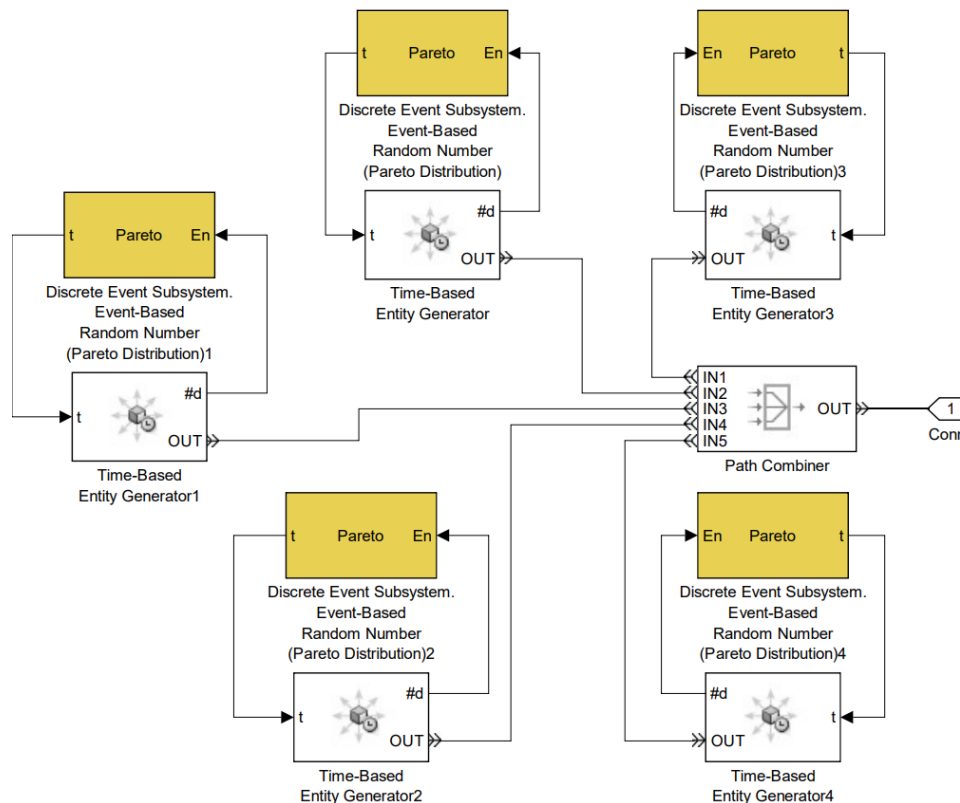 t Pareto En
Discrete Event Subsystem.
Event-Based
Random Number
(Pareto Distribution)
#d
t
OUT
Time-Based
Entity Generator
En Pareto t
Discrete Event Subsystem.
Event-Based
Random Number
(Pareto Distribution)3
#d
t
OUT
Time-Based
Entity Generator3
t Pareto En
Discrete Event Subsystem.
Event-Based
Random Number
(Pareto Distribution)1
#d
t
OUT
Time-Based
Entity Generator1
IN1
IN2
IN3
IN4
IN5
OUT
Path Combiner
1
Conn
t Pareto En
Discrete Event Subsystem.
Event-Based
Random Number
(Pareto Distribution)2
#d
t
OUT
Time-Based
Entity Generator2
En Pareto t
Discrete Event Subsystem.
Event-Based
Random Number
(Pareto Distribution)4
#d
t
OUT
Time-Based
Entity Generator4